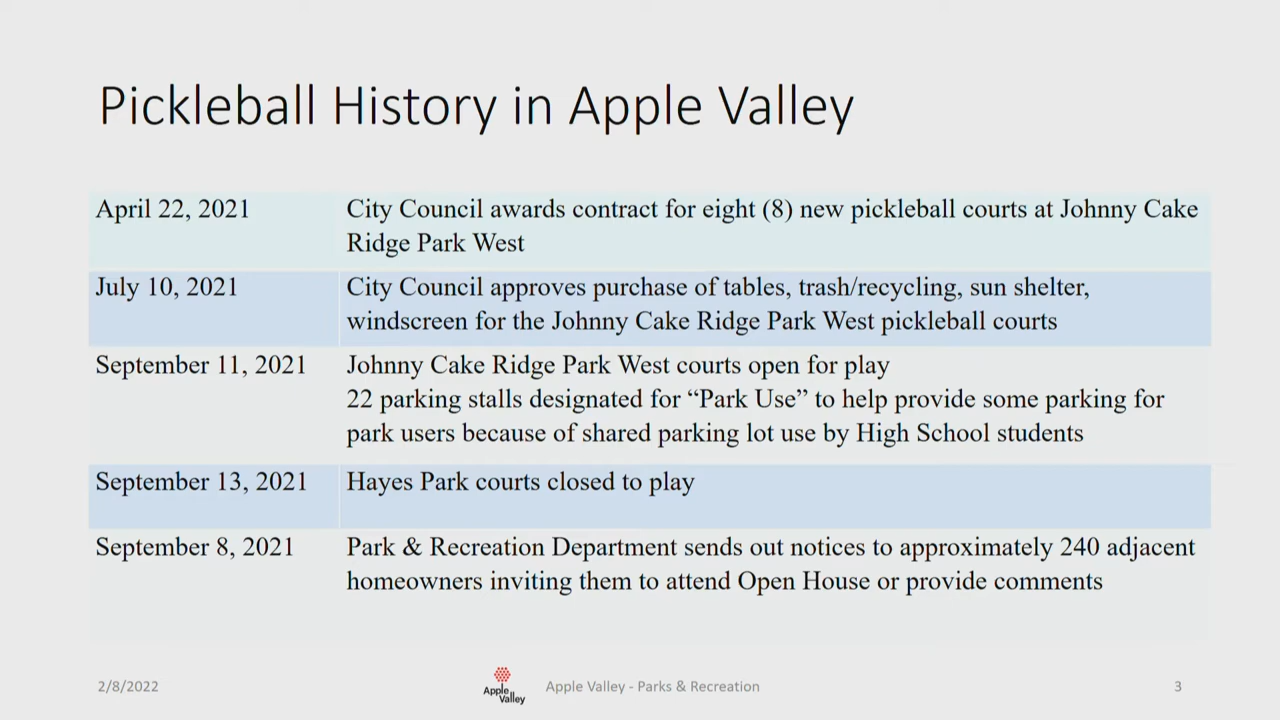 Pickleball History in Apple Valley
April 22, 2021
City Council awards contract for eight (8) new pickleball courts at Johnny Cake
Ridge Park West
July 10, 2021
City Council approves purchase of tables, trash/recycling, sun shelter,
windscreen for the Johnny Cake Ridge Park West pickleball courts
September 11, 2021
Johnny Cake Ridge Park West courts open for play
22 parking stalls designated for “Park Use” to help provide some parking for
park users because of shared parking lot use by High School students
September 13, 2021
Hayes Park courts closed to play
September 8, 2021
Park & Recreation Department sends out notices to approximately 240 adjacent
homeowners inviting them to attend Open House or provide comments
2/8/2022
Apple
Valley
Apple Valley - Parks & Recreation
3